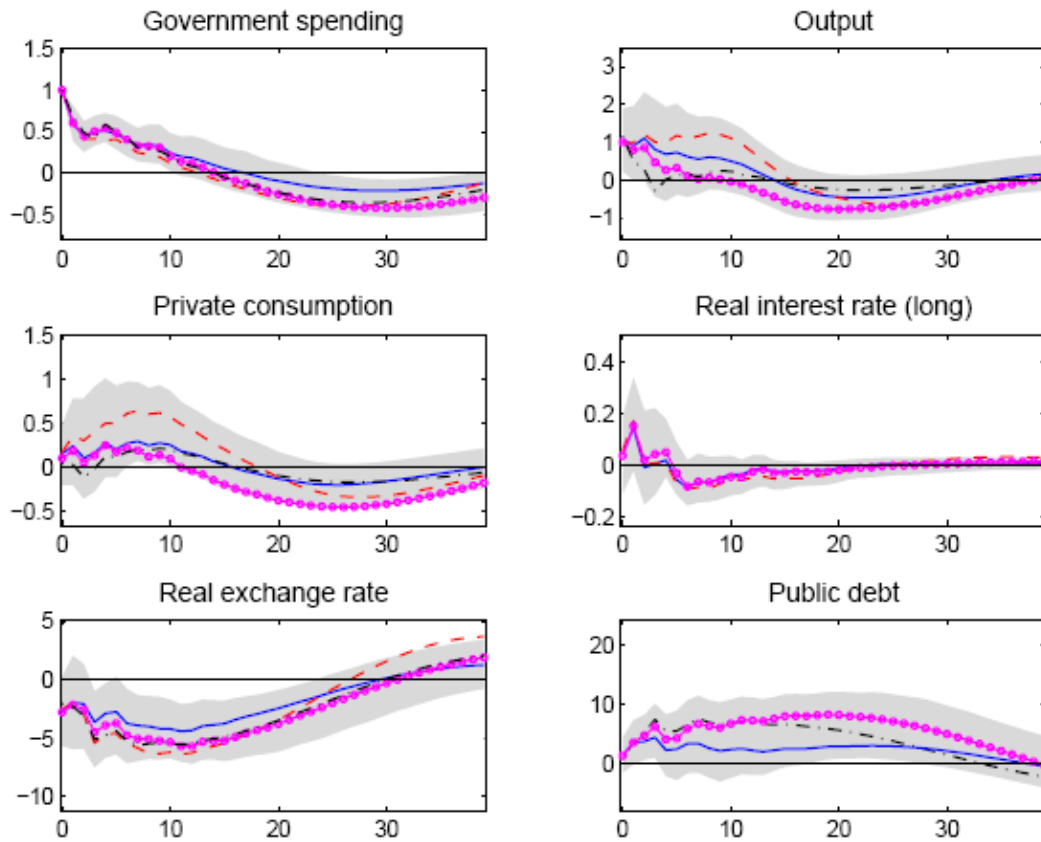 Government spending
1.5
1
0.5
0
−0.5
0 10 20 30
Output
3
2
1
0
−1
0 10 20 30
Private consumption
1.5
1
0.5
0
−0.5
0 10 20 30
Real interest rate (long)
0.4
0.2
0
−0.2
0 10 20 30
Real exchange rate
5
0
−5
−10
0 10 20 30
Public debt
20
10
0
0 10 20 30